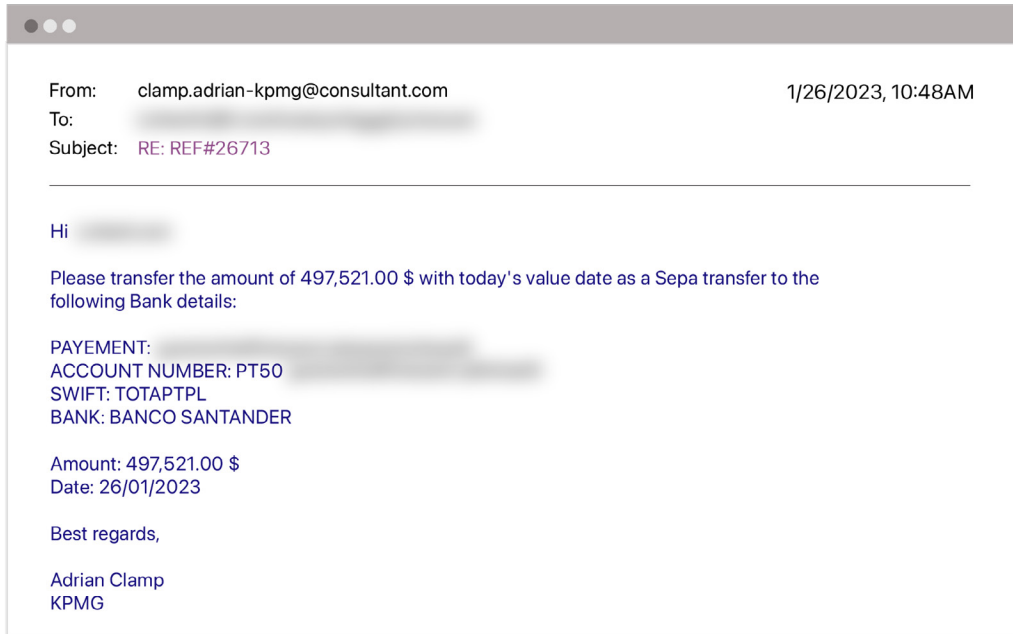 From: clamp.adrian-kpmg@consultant.com 1/26/2023, 10:48AM
To:
Subject: RE: REF#26713
Hi
Please transfer the amount of 497,521.00 $ with today's value date as a Sepa transfer to the
following Bank details:
PAYEMENT:
ACCOUNT NUMBER: PT50
SWIFT: TOTAPTPL
BANK: BANCO SANTANDER
Amount: 497,521.00 $
Date: 26/01/2023
Best regards,
Adrian Clamp
KPMG